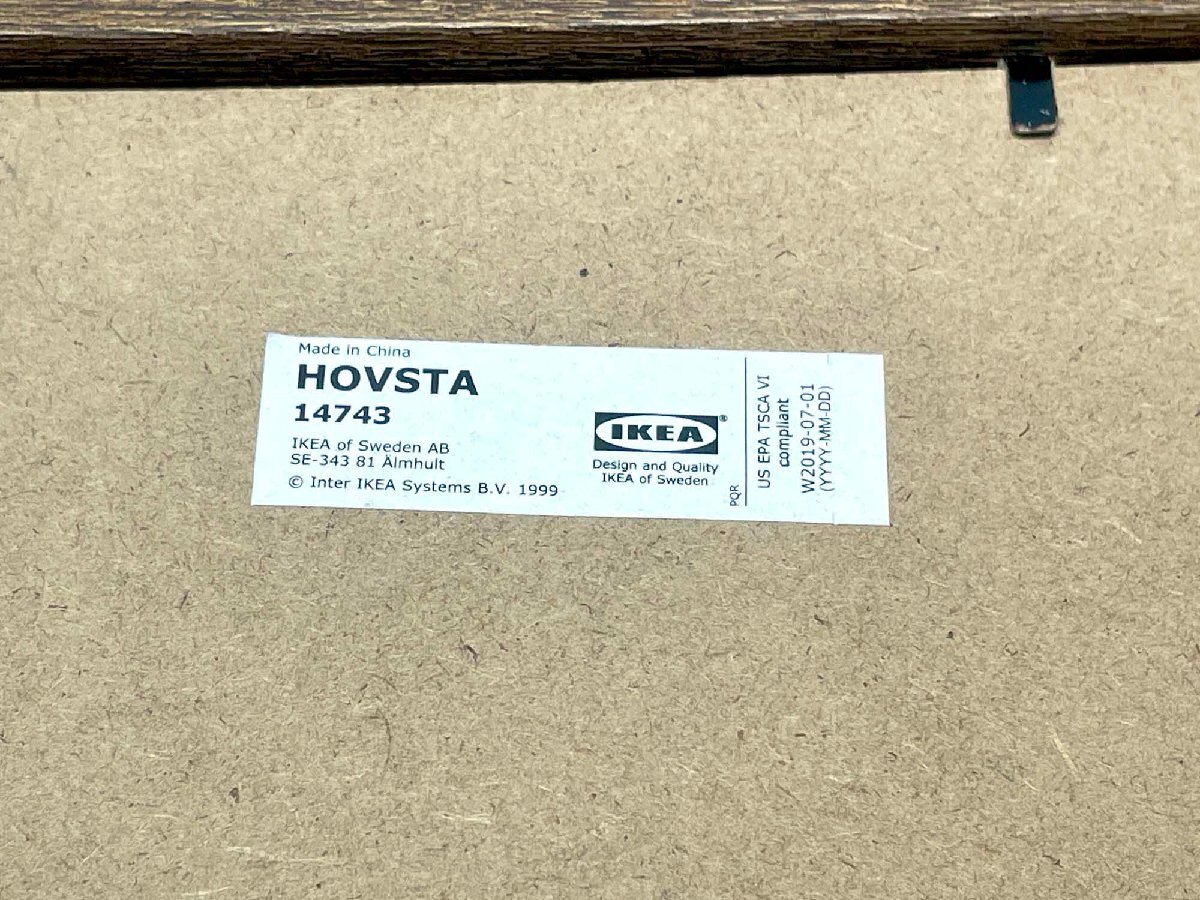 Made in China
HOVSTA
14743
IKEA of Sweden AB
SE-343 81 Älmhult
© Inter IKEA Systems B.V. 1999
IKEA®
Design and Quality
IKEA of Sweden
PQR
US EPA TSCA VI
compliant
W2019-07-01
(YYYY-MM-DD)